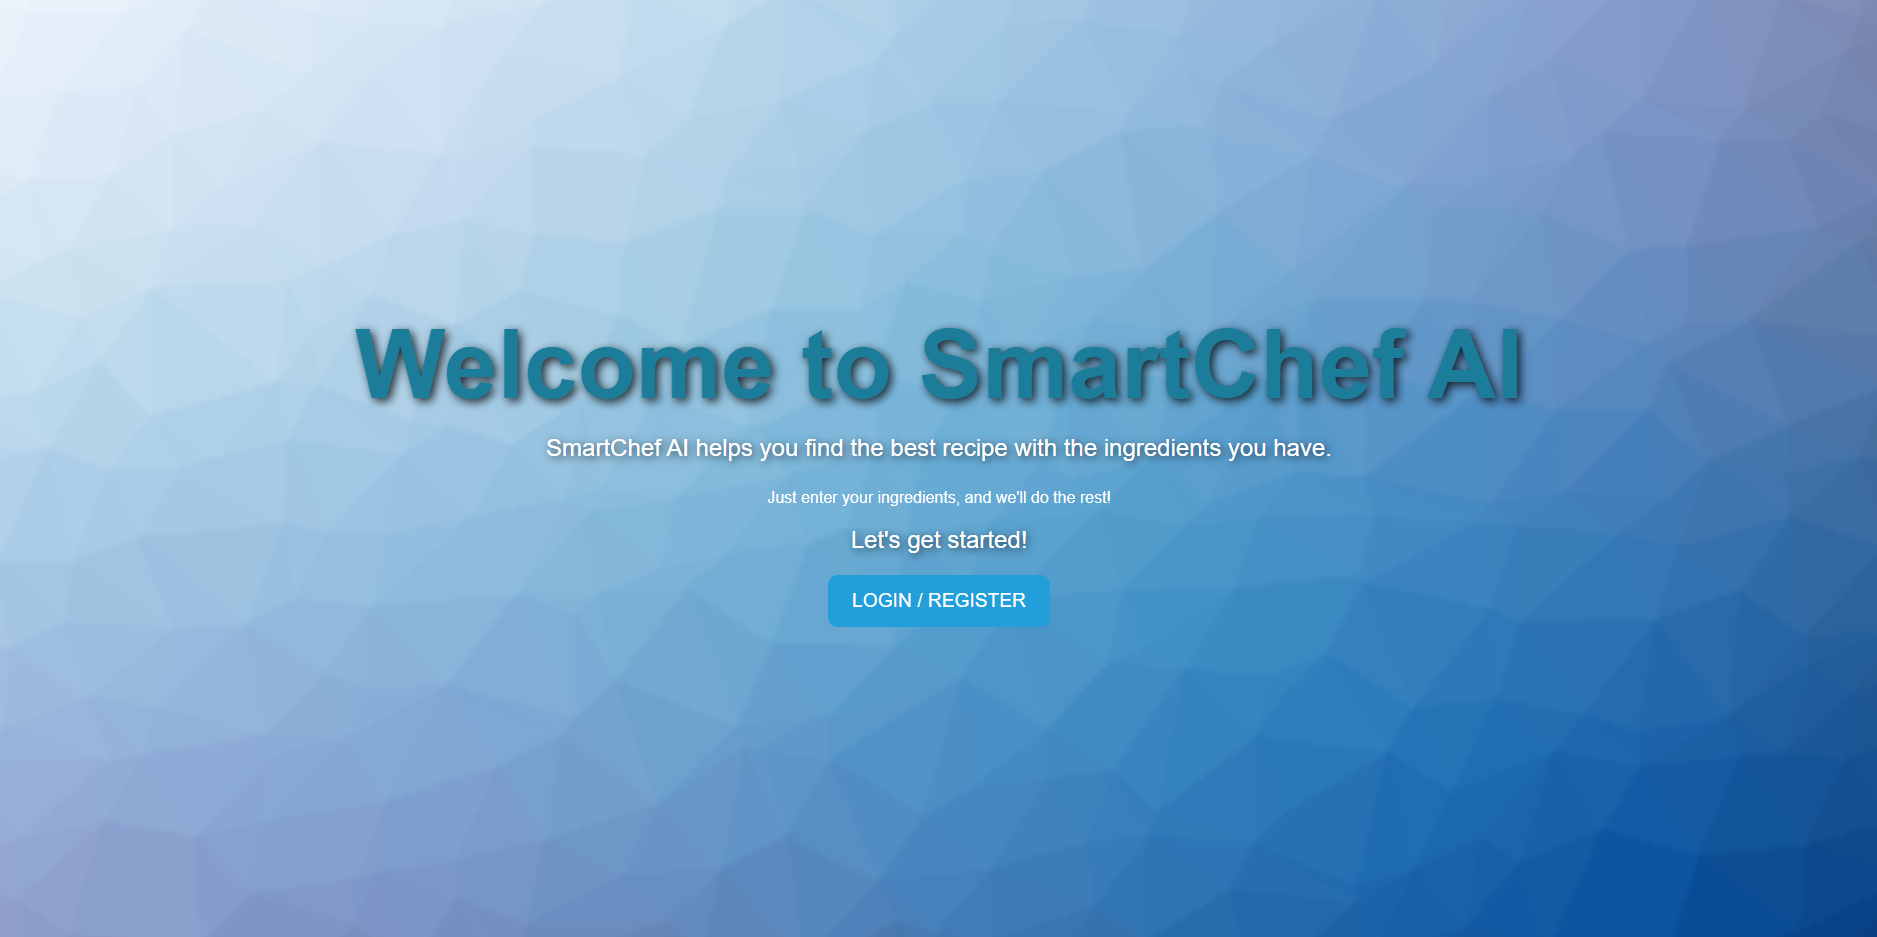 Welcome to SmartChef AI
SmartChef AI helps you find the best recipe with the ingredients you have.
Just enter your ingredients, and we'll do the rest!
Let's get started!
LOGIN / REGISTER